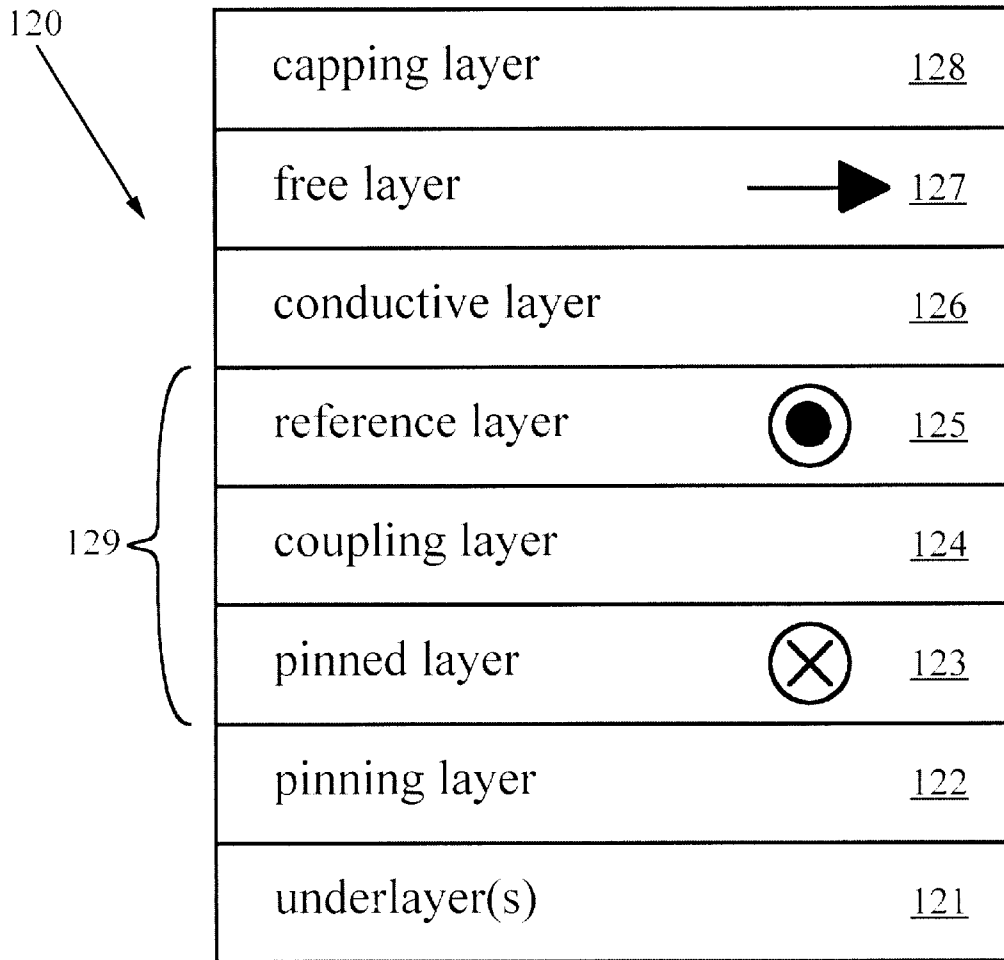 120
capping layer 128
free layer 127
conductive layer 126
reference layer 125
129
coupling layer 124
pinned layer 123
pinning layer 122
underlayer(s) 121